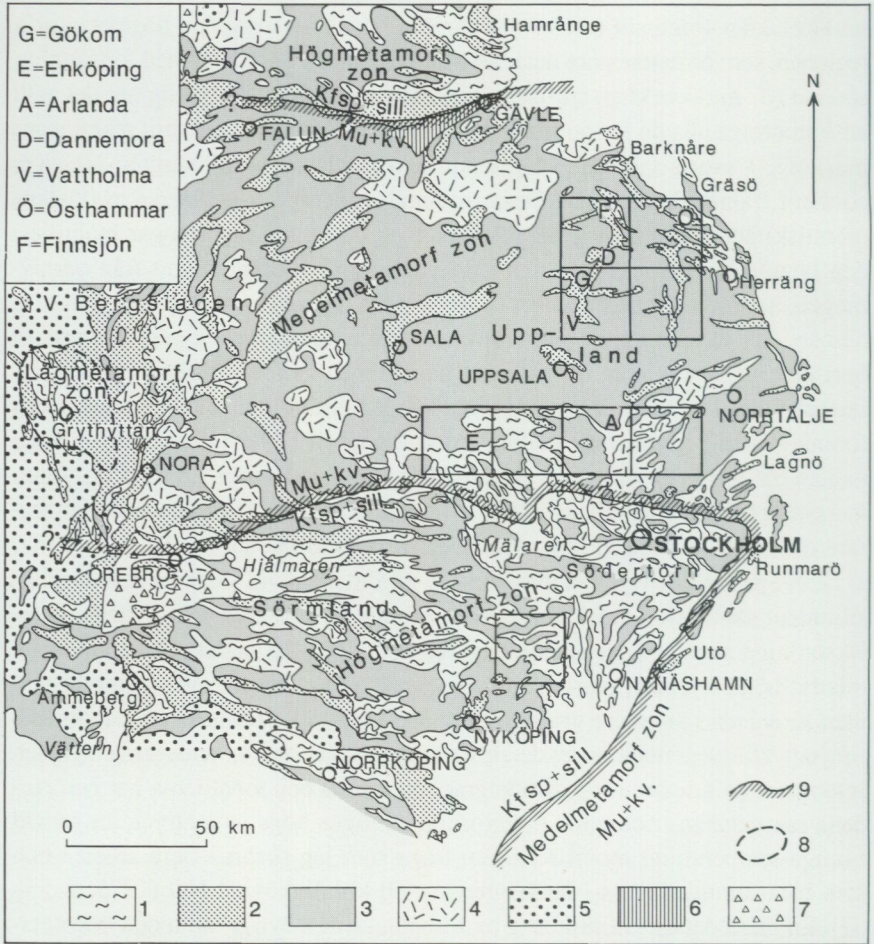 G=Gökom
E=Enköping
A=Arlanda
D=Dannemora
V=Vattholma
Ö=Östhammar
F=Finnsjön
Hamrånge
Högmetamorf
zon
Kfsp+sill
?
GÄVLE
FALUN
Mu+kv.
N
Barknåre
Gräsö
F
Ö
Medelmetamorf zon
D
Herräng
G
V. Bergslagen
V
Upp-
land
SALA
UPPSALA
Lågmetamorf
zon
Grythyttan
NORRTÄLJE
A
E
NORA
Lagnö
Mu+kv.
Kfsp+sill.
?
Mälaren
STOCKHOLM
ÖREBRO
Hjälmaren
Södertörn
Runmarö
Sörmland
Högmetamorf zon
Utö
NYNÄSHAMN
Åmmeberg
NYKÖPING
Vättern
NORRKÖPING
Kfsp+sill
Medelmetamorf zon
Mu+kv.
9
8
0 50 km
1 2 3 4 5 6 7